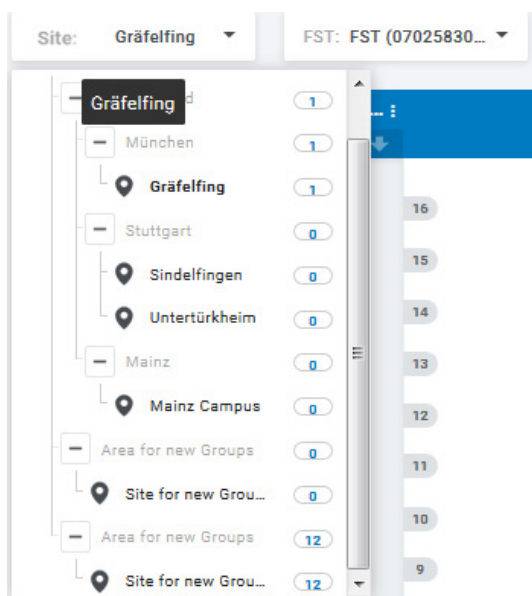 Site: Gräfelfing FST: FST (07025830...
Gräfelfing d 1
... 
München 1
Gräfelfing 1
16
Stuttgart 0
15
Sindelfingen 0
14
Untertürkheim 0
Mainz 0 13
Mainz Campus 0
12
Area for new Groups 0
11
Site for new Grou... 0
10
Area for new Groups 12
9
Site for new Grou... 12